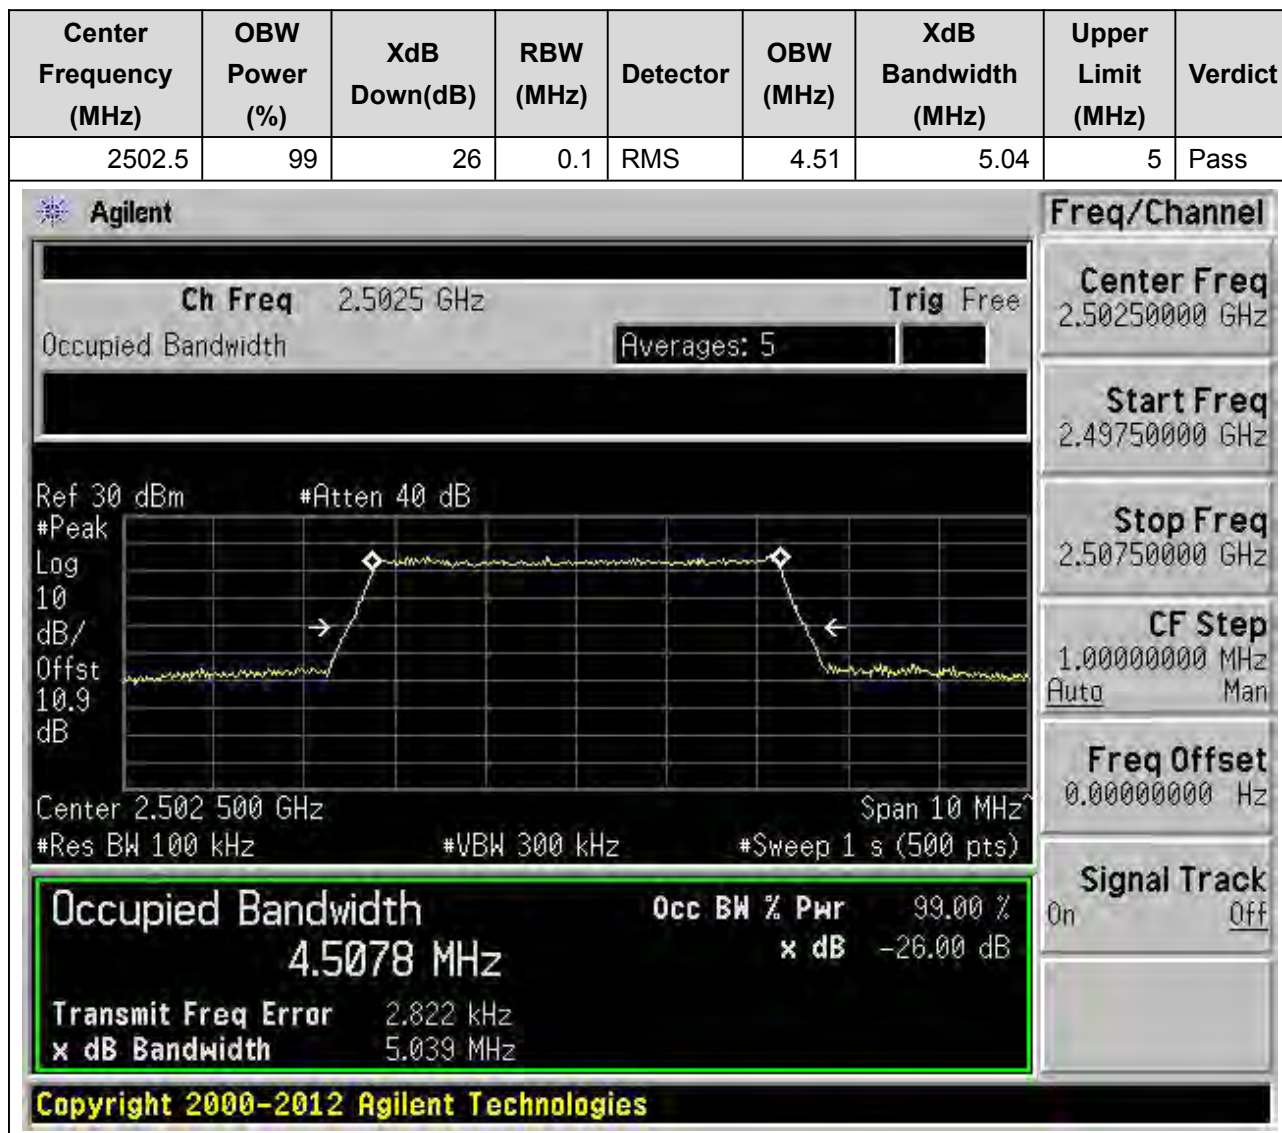 Center Frequency (MHz) OBW Power (%) XdB Down(dB) RBW (MHz) Detector OBW (MHz) XdB Bandwidth (MHz) Upper Limit (MHz) Verdict
2502.5 99 26 0.1 RMS 4.51 5.04 5 Pass
Agilent
Freq/Channel
Ch Freq 2.5025 GHz Trig Free
Occupied Bandwidth Averages: 5
Center Freq
2.50250000 GHz
Start Freq
2.49750000 GHz
Stop Freq
2.50750000 GHz
CF Step
1.00000000 MHz
Auto Man
Freq Offset
0.00000000 Hz
Signal Track
On Off
Ref 30 dBm #Atten 40 dB
#Peak
Log
10
dB/
Offst
10.9
dB
Center 2.502 500 GHz Span 10 MHz^
#Res BW 100 kHz #VBW 300 kHz #Sweep 1 s (500 pts)
Occupied Bandwidth Occ BW % Pwr 99.00 %
4.5078 MHz x dB -26.00 dB
Transmit Freq Error 2.822 kHz
x dB Bandwidth 5.039 MHz
Copyright 2000-2012 Agilent Technologies